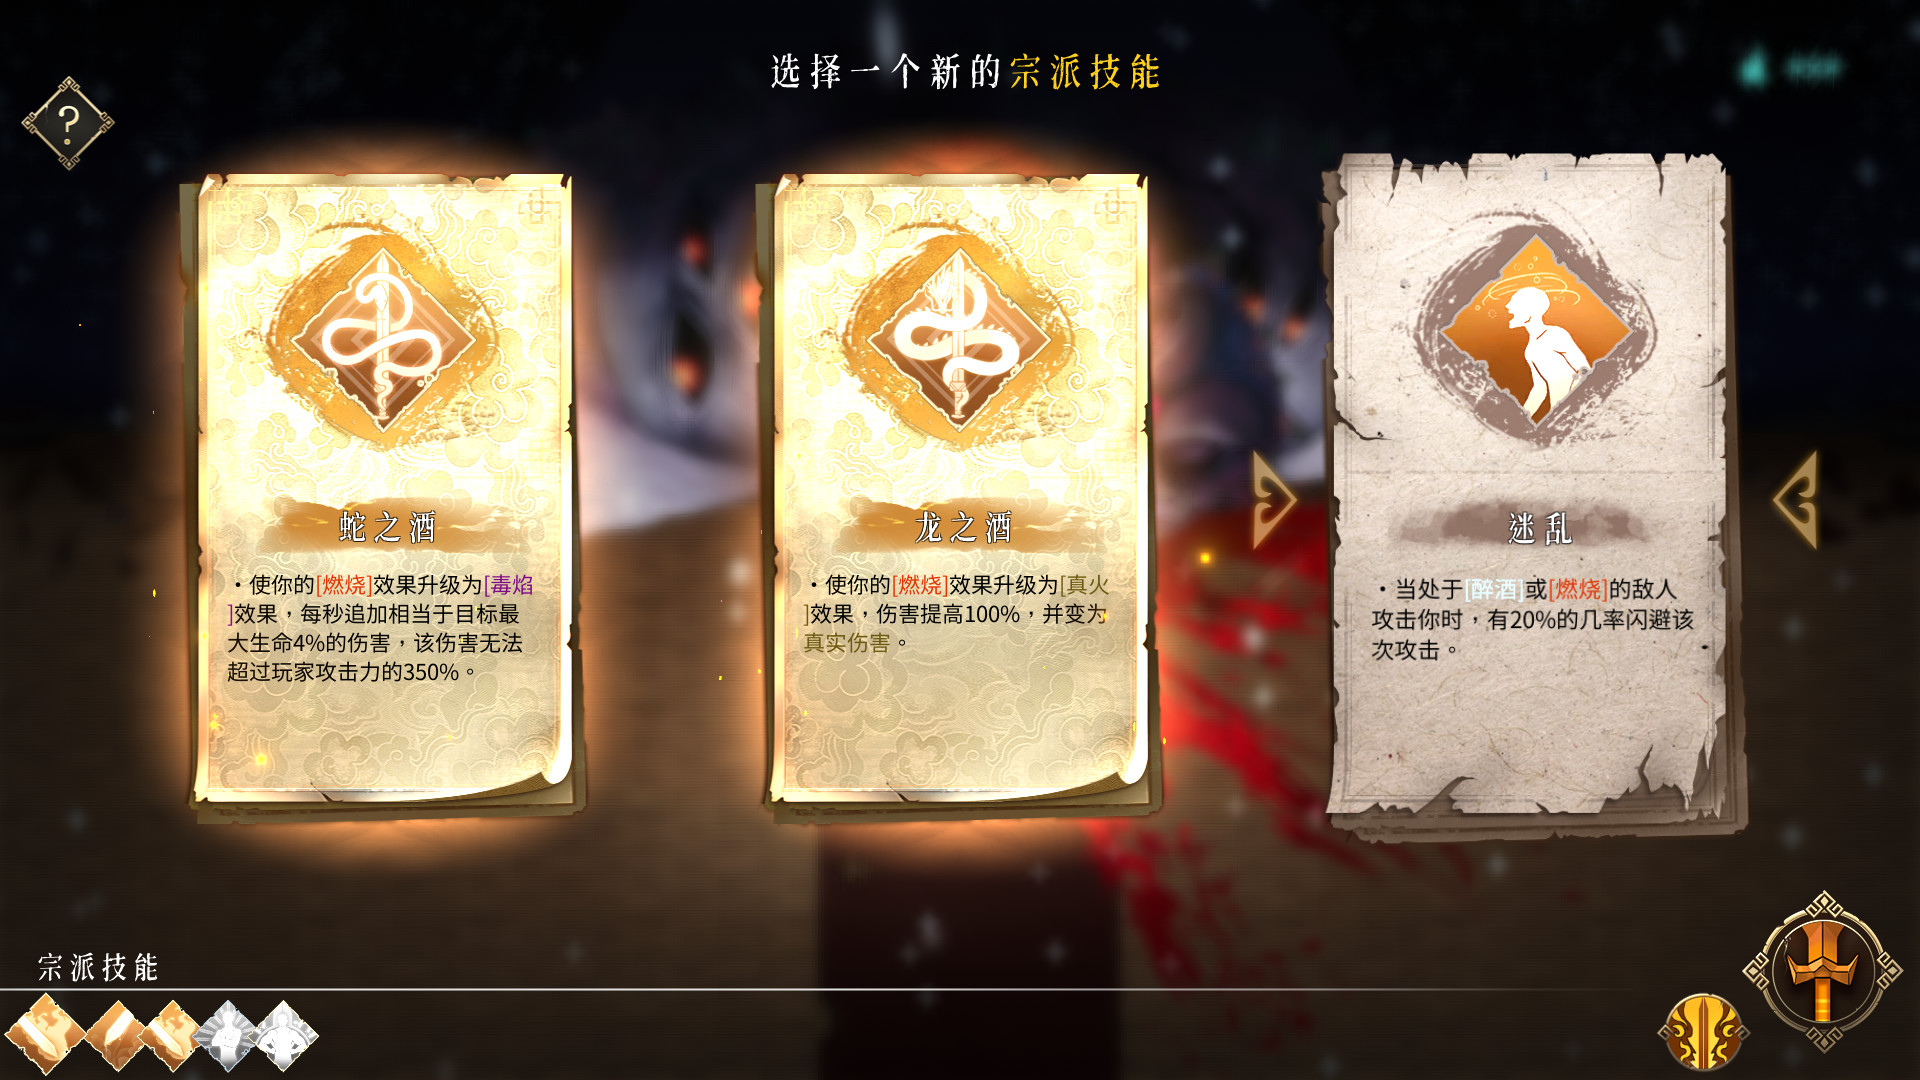 选择一个新的宗派技能
?
蛇之酒
・使你的[燃烧]效果升级为[毒焰
]效果，每秒追加相当于目标最
大生命4%的伤害，该伤害无法
超过玩家攻击力的350%。
龙之酒
・使你的[燃烧]效果升级为[真火
]效果，伤害提高100%，并变为
真实伤害。
迷乱
・当处于[醉酒]或[燃烧]的敌人
攻击你时，有20%的几率闪避该
次攻击。
宗派技能